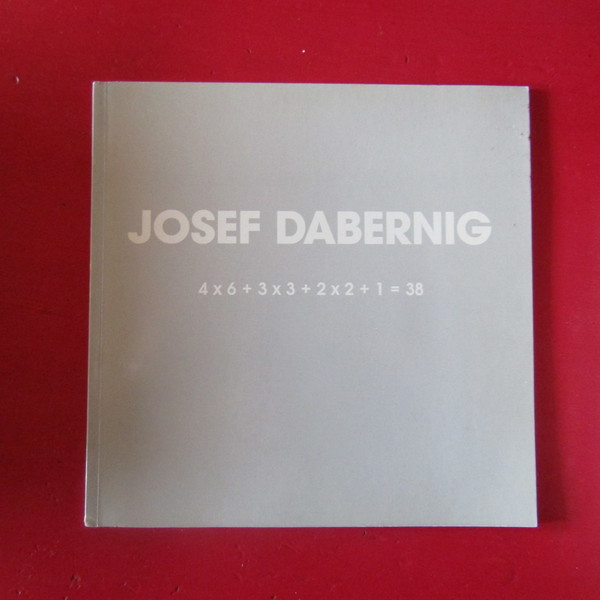 JOSEF DABERNIG
4 x 6 + 3 x 3 + 2 x 2 + 1 = 38